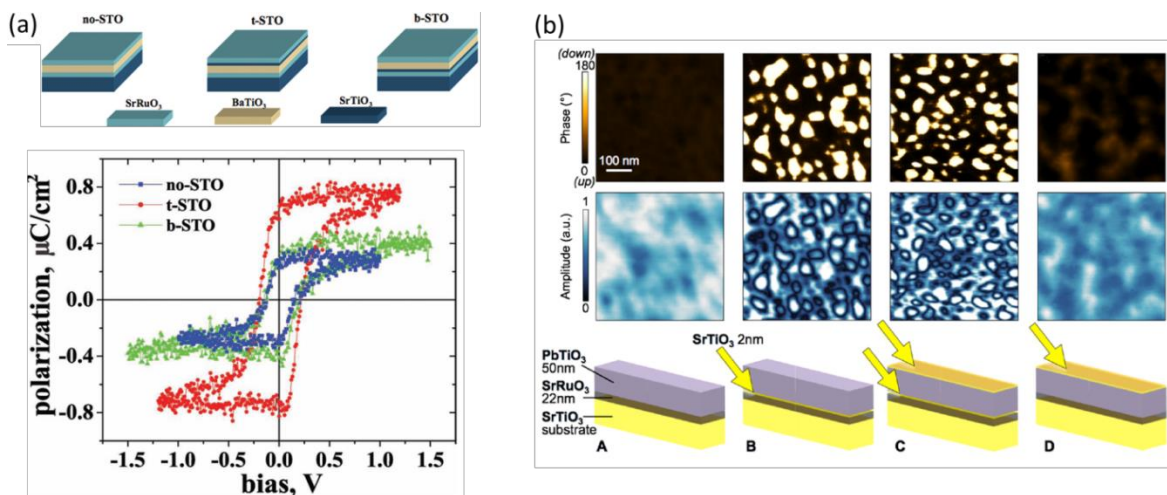 (a)
no-STO t-STO b-STO
SrRuO3 BaTiO3 SrTiO3
polarization, μC/cm2
0.8
0.4
0.0
-0.4
-0.8
no-STO
t-STO
b-STO
-1.5 -1.0 -0.5 0.0 0.5 1.0 1.5
bias, V
(b)
(down)
180
Phase (°)
0
(up)
100 nm
1
Amplitude (a.u.)
0
SrTiO3 2nm
PbTiO3
50nm
SrRuO3
22nm
SrTiO3
substrate
A B C D